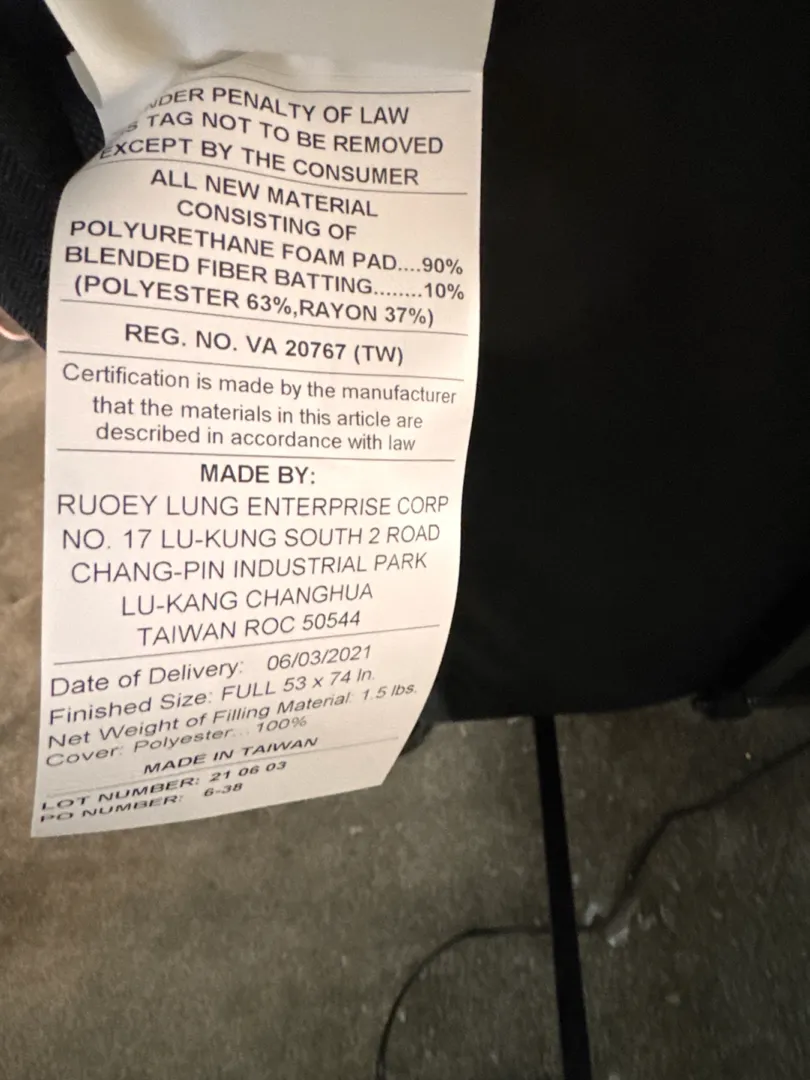 UNDER PENALTY OF LAW
THIS TAG NOT TO BE REMOVED
EXCEPT BY THE CONSUMER
ALL NEW MATERIAL
CONSISTING OF
POLYURETHANE FOAM PAD....90%
BLENDED FIBER BATTING........10%
(POLYESTER 63%,RAYON 37%)
REG. NO. VA 20767 (TW)
Certification is made by the manufacturer
that the materials in this article are
described in accordance with law
MADE BY:
RUOEY LUNG ENTERPRISE CORP
NO. 17 LU-KUNG SOUTH 2 ROAD
CHANG-PIN INDUSTRIAL PARK
LU-KANG CHANGHUA
TAIWAN ROC 50544
Date of Delivery: 06/03/2021
Finished Size: FULL 53 x 74 In.
Net Weight of Filling Material: 1.5 lbs.
Cover: Polyester... 100%
MADE IN TAIWAN
LOT NUMBER: 21 06 03
PO NUMBER: 6-38